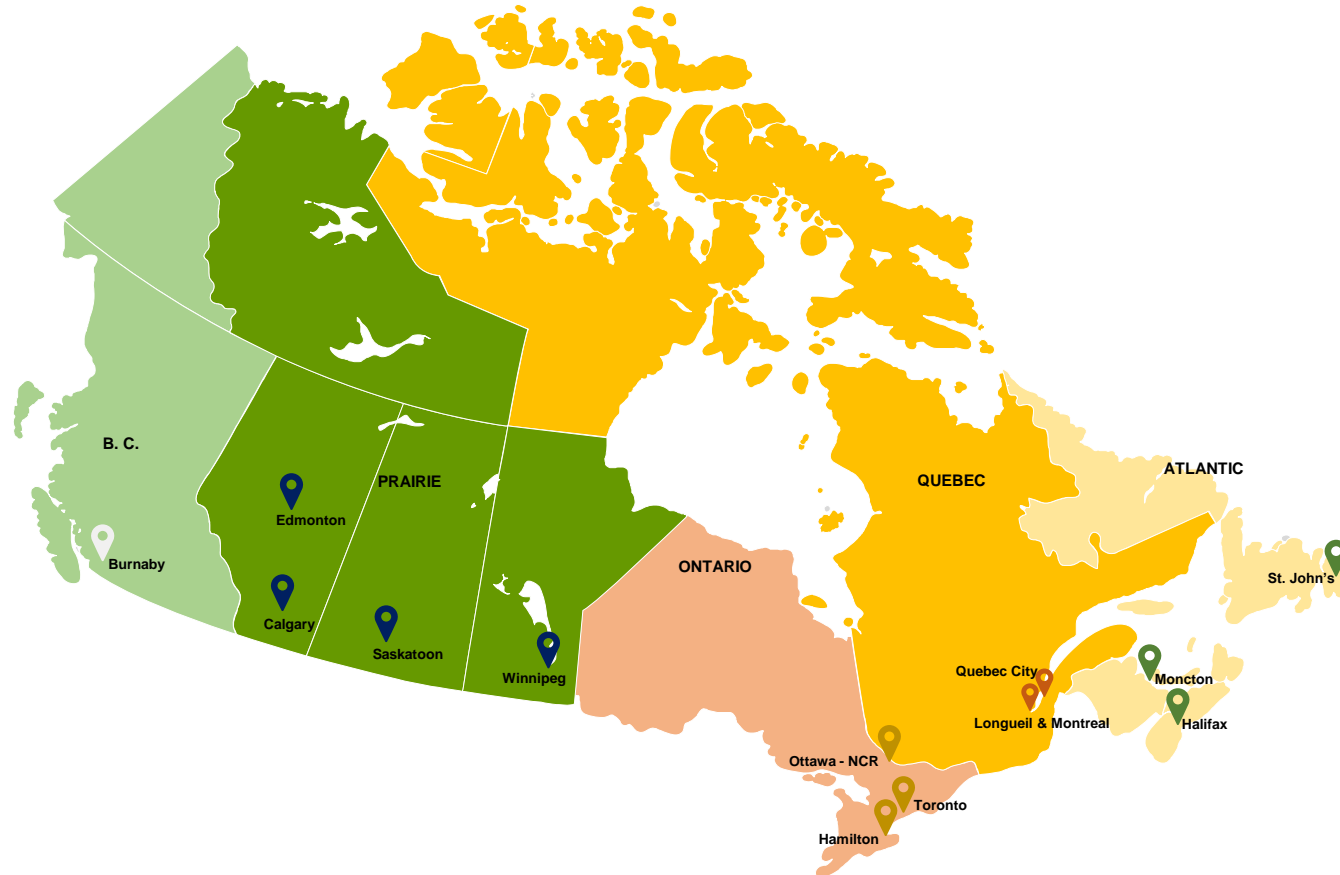 B. C.
PRAIRIE
QUEBEC
ATLANTIC
ONTARIO
Edmonton
Burnaby
Calgary
Saskatoon
Winnipeg
St. John's
Quebec City
Moncton
Longueil & Montreal
Halifax
Ottawa - NCR
Toronto
Hamilton